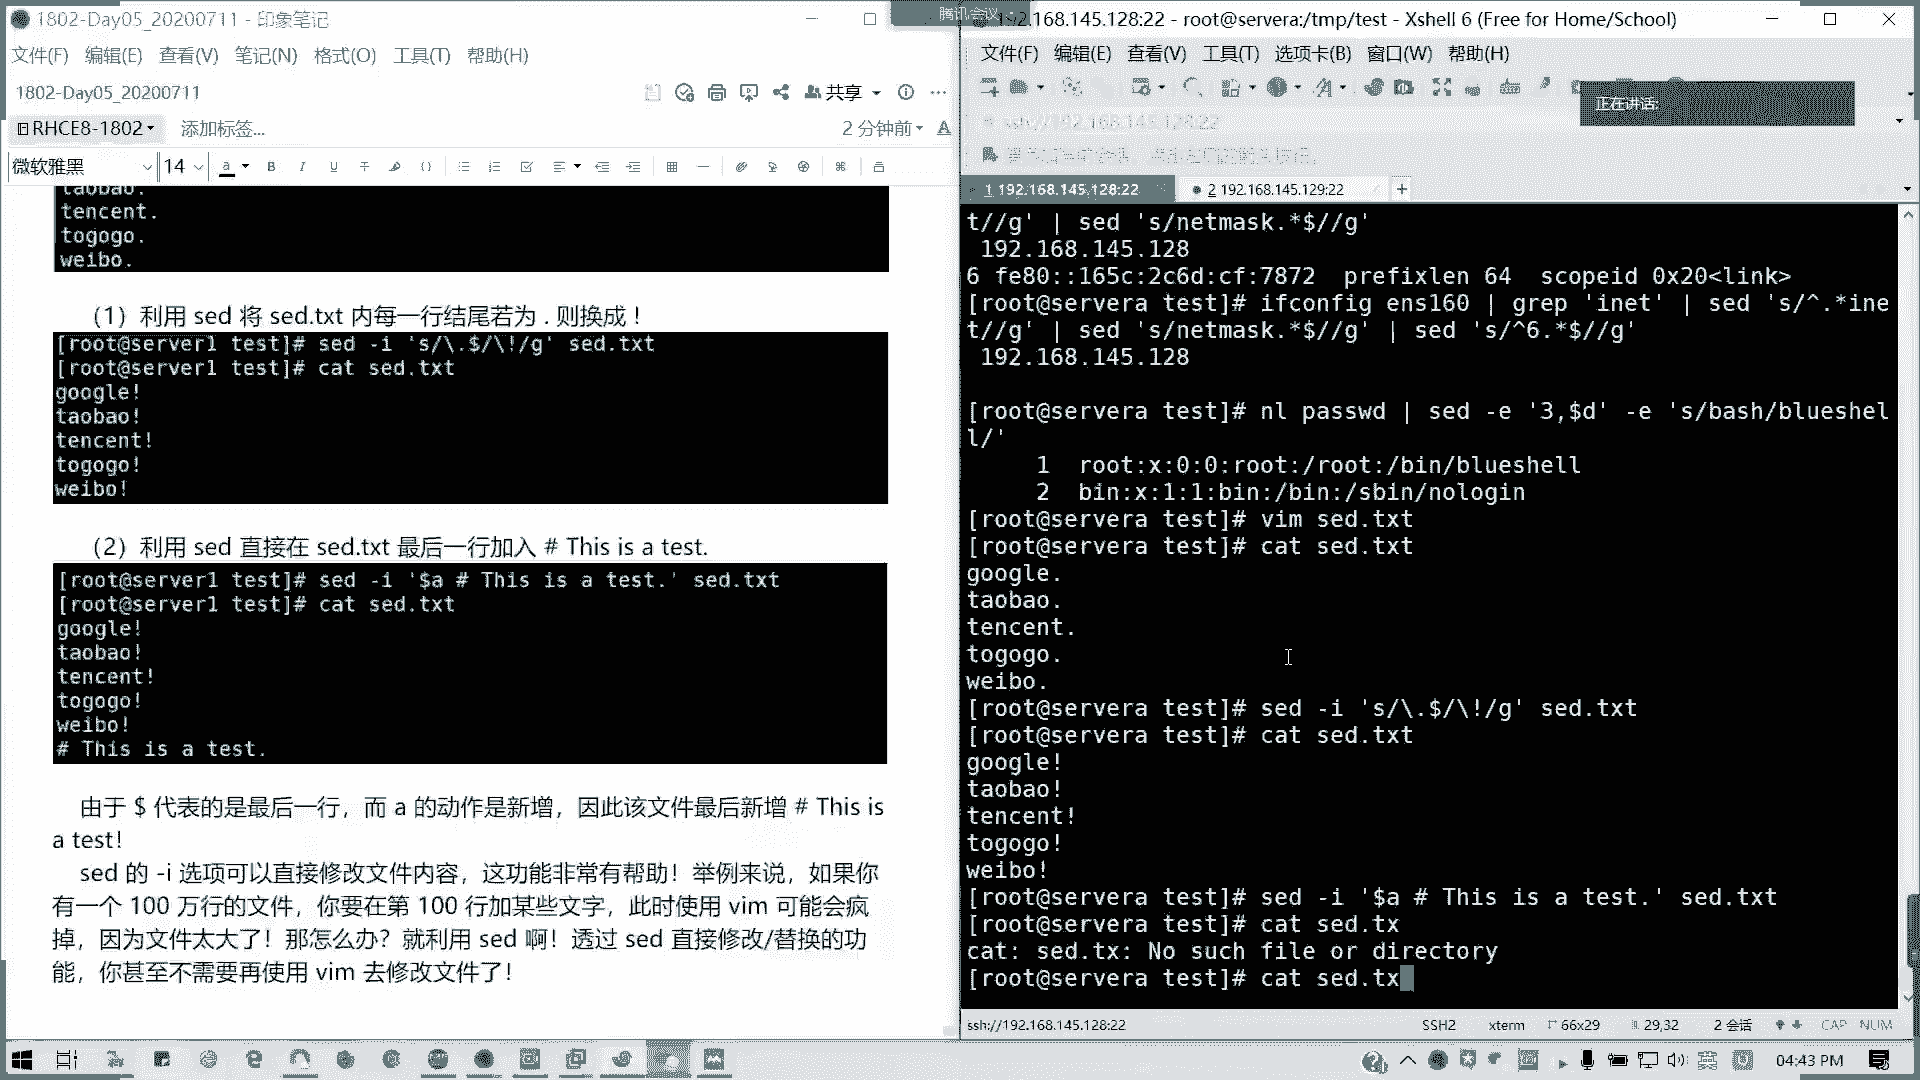 1802-Day05_20200711 - 印象笔记
文件(F) 编辑(E) 查看(V) 笔记(N) 格式(O) 工具(T) 帮助(H)
1802-Day05_20200711
共享
RHCE8-1802
添加标签...
2 分钟前
微软雅黑
14
taobao.
tencent.
togogo.
weibo.
（1）利用 sed 将 sed.txt 内每一行结尾若为 . 则换成 !
[root@server1 test]# sed -i 's/\.$/\!/g' sed.txt
[root@server1 test]# cat sed.txt
google!
taobao!
tencent!
togogo!
weibo!
（2）利用 sed 直接在 sed.txt 最后一行加入 # This is a test.
[root@server1 test]# sed -i '$a # This is a test.' sed.txt
[root@server1 test]# cat sed.txt
google!
taobao!
tencent!
togogo!
weibo!
# This is a test.
由于 $ 代表的是最后一行，而 a 的动作是新增，因此该文件最后新增 # This is
a test！
sed 的 -i 选项可以直接修改文件内容，这功能非常有帮助！举例来说，如果你
有一个 100 万行的文件，你要在第 100 行加某些文字，此时使用 vim 可能会疯
掉，因为文件太大了！那怎么办？就利用 sed 啊！透过 sed 直接修改/替换的功
能，你甚至不需要再使用 vim 去修改文件了！
腾讯会议
.168.145.128:22 - root@servera:/tmp/test - Xshell 6 (Free for Home/School)
文件(F) 编辑(E) 查看(V) 工具(T) 选项卡(B) 窗口(W) 帮助(H)
正在讲话:
ssh://192.168.145.128:22
1 192.168.145.128:22
2 192.168.145.129:22
t//g' | sed 's/netmask.*$//g'
192.168.145.128
6 fe80::165c:2c6d:cf:7872 prefixlen 64 scopeid 0x20<link>
[root@servera test]# ifconfig ens160 | grep 'inet' | sed 's/^.*ine
t//g' | sed 's/netmask.*$//g' | sed 's/^6.*$//g'
192.168.145.128
[root@servera test]# nl passwd | sed -e '3,$d' -e 's/bash/blueshel
l/'
1 root:x:0:0:root:/root:/bin/blueshell
2 bin:x:1:1:bin:/bin:/sbin/nologin
[root@servera test]# vim sed.txt
[root@servera test]# cat sed.txt
google.
taobao.
tencent.
togogo.
weibo.
[root@servera test]# sed -i 's/\.$/\!/g' sed.txt
[root@servera test]# cat sed.txt
google!
taobao!
tencent!
togogo!
weibo!
[root@servera test]# sed -i '$a # This is a test.' sed.txt
[root@servera test]# cat sed.tx
cat: sed.tx: No such file or directory
[root@servera test]# cat sed.tx
ssh://192.168.145.128:22 SSH2 xterm 66x29 29,32 2 会话 CAP NUM
04:43 PM